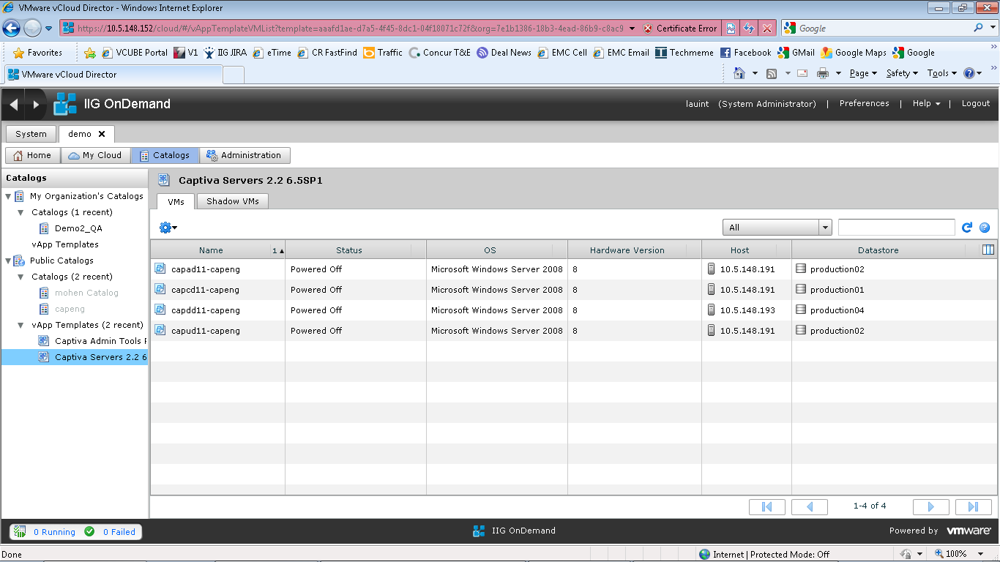 VMware vCloud Director - Windows Internet Explorer
https://10.5.148.152/cloud/#/vAppTemplateVMList?template=aaafd1ae-d7a5-4f45-8dc1-04f18071c72f&org=7e1b1386-18b3-4ead-86b9-c8ac9 Certificate Error Google
Favorites VCUBE Portal V1 IIG JIRA eTime CR FastFind Traffic Concur T&E Deal News EMC Cell EMC Email Techmeme Facebook GMail Google Maps Google
VMware vCloud Director
Page Safety Tools
IIG OnDemand lauint (System Administrator) | Preferences | Help | Logout
System demo
Home My Cloud Catalogs Administration
Catalogs
My Organization's Catalogs
Catalogs (1 recent)
Demo2_QA
vApp Templates
Public Catalogs
Catalogs (2 recent)
mohen Catalog
capeng
vApp Templates (2 recent)
Captiva Admin Tools
Captiva Servers 2.2 6
Captiva Servers 2.2 6.5SP1
VMs Shadow VMs
All
Name 1 ▲ Status OS Hardware Version Host Datastore
capad11-capeng Powered Off Microsoft Windows Server 2008 8 10.5.148.191 production02
capcd11-capeng Powered Off Microsoft Windows Server 2008 8 10.5.148.191 production01
capdd11-capeng Powered Off Microsoft Windows Server 2008 8 10.5.148.193 production04
capud11-capeng Powered Off Microsoft Windows Server 2008 8 10.5.148.191 production02
1-4 of 4
0 Running 0 Failed IIG OnDemand Powered by vmware
Done Internet | Protected Mode: Off 100%